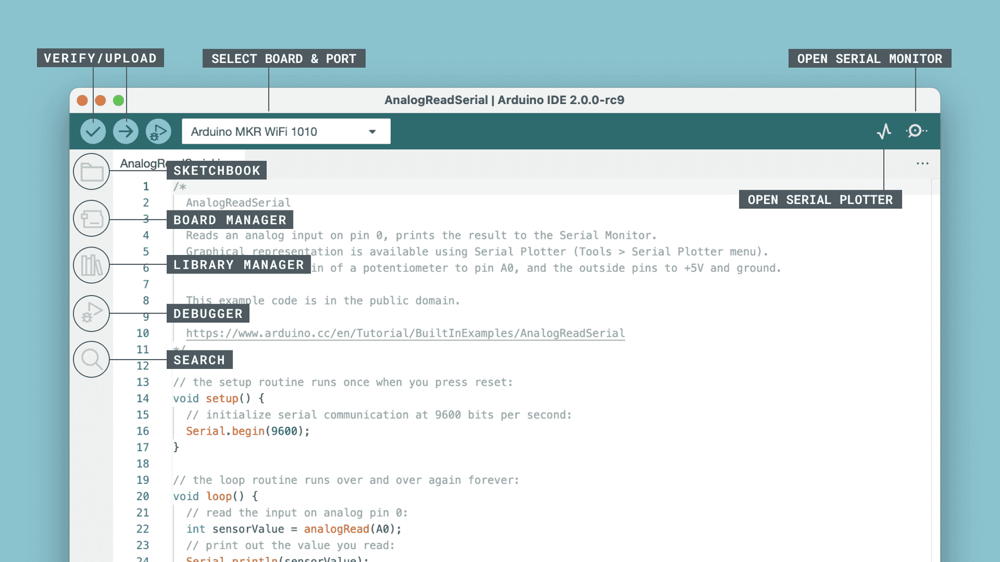 VERIFY/UPLOAD
SELECT BOARD & PORT
OPEN SERIAL MONITOR
AnalogReadSerial | Arduino IDE 2.0.0-rc9
Arduino MKR WiFi 1010
SKETCHBOOK
OPEN SERIAL PLOTTER
1 /*
2 AnalogReadSerial
3
BOARD MANAGER
4 Reads an analog input on pin 0, prints the result to the Serial Monitor.
5 Graphical representation is available using Serial Plotter (Tools > Serial Plotter menu).
LIBRARY MANAGER
6 of a potentiometer to pin A0, and the outside pins to +5V and ground.
7
8 This example code is in the public domain.
9
DEBUGGER
10 https://www.arduino.cc/en/Tutorial/BuiltInExamples/AnalogReadSerial
11 */
12
SEARCH
13 // the setup routine runs once when you press reset:
14 void setup() {
15 // initialize serial communication at 9600 bits per second:
16 Serial.begin(9600);
17 }
18
19 // the loop routine runs over and over again forever:
20 void loop() {
21 // read the input on analog pin 0:
22 int sensorValue = analogRead(A0);
23 // print out the value you read:
24 Serial.println(sensorValue);